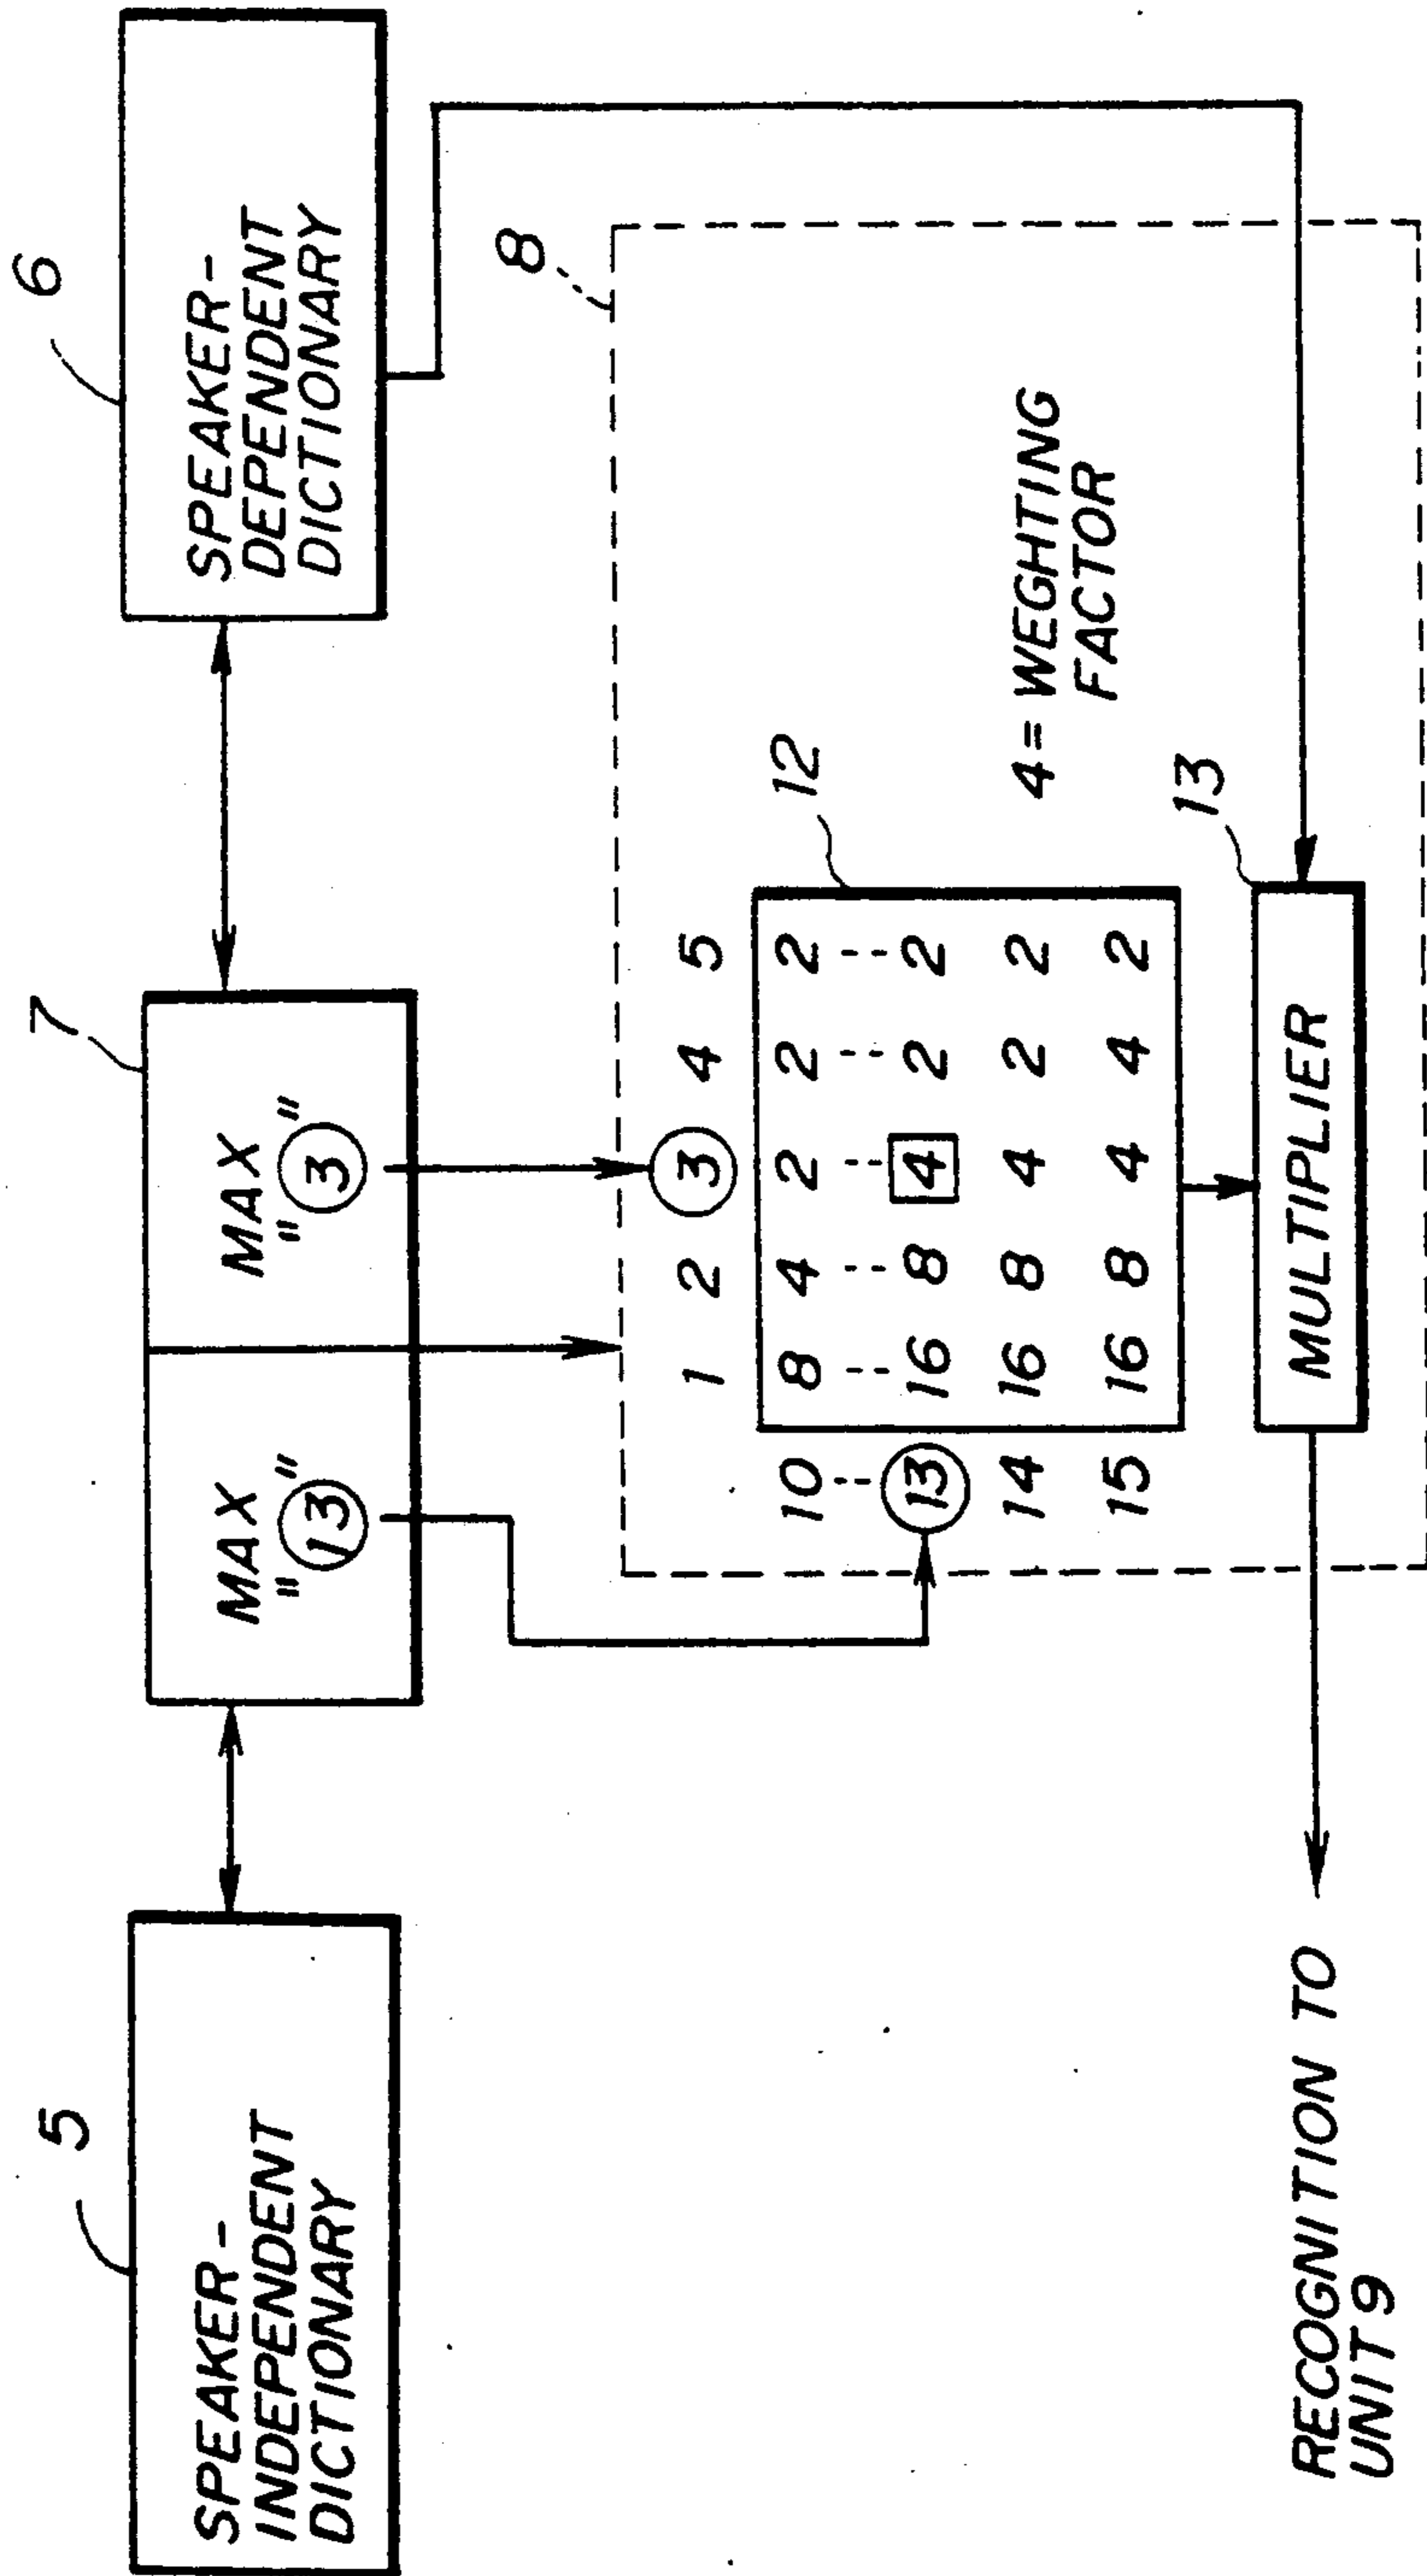 5
SPEAKER-
INDEPENDENT
DICTIONARY
7
MAX
"13"
MAX
"3"
6
SPEAKER-
DEPENDENT
DICTIONARY
8
1 2 3 4 5
12
10 8 4 2 2 2
13 16 8 4 2 2
14 16 8 4 2 2
15 16 8 4 4 2
4 = WEGHTING
FACTOR
13
MULTIPLIER
RECOGNITION TO
UNIT 9